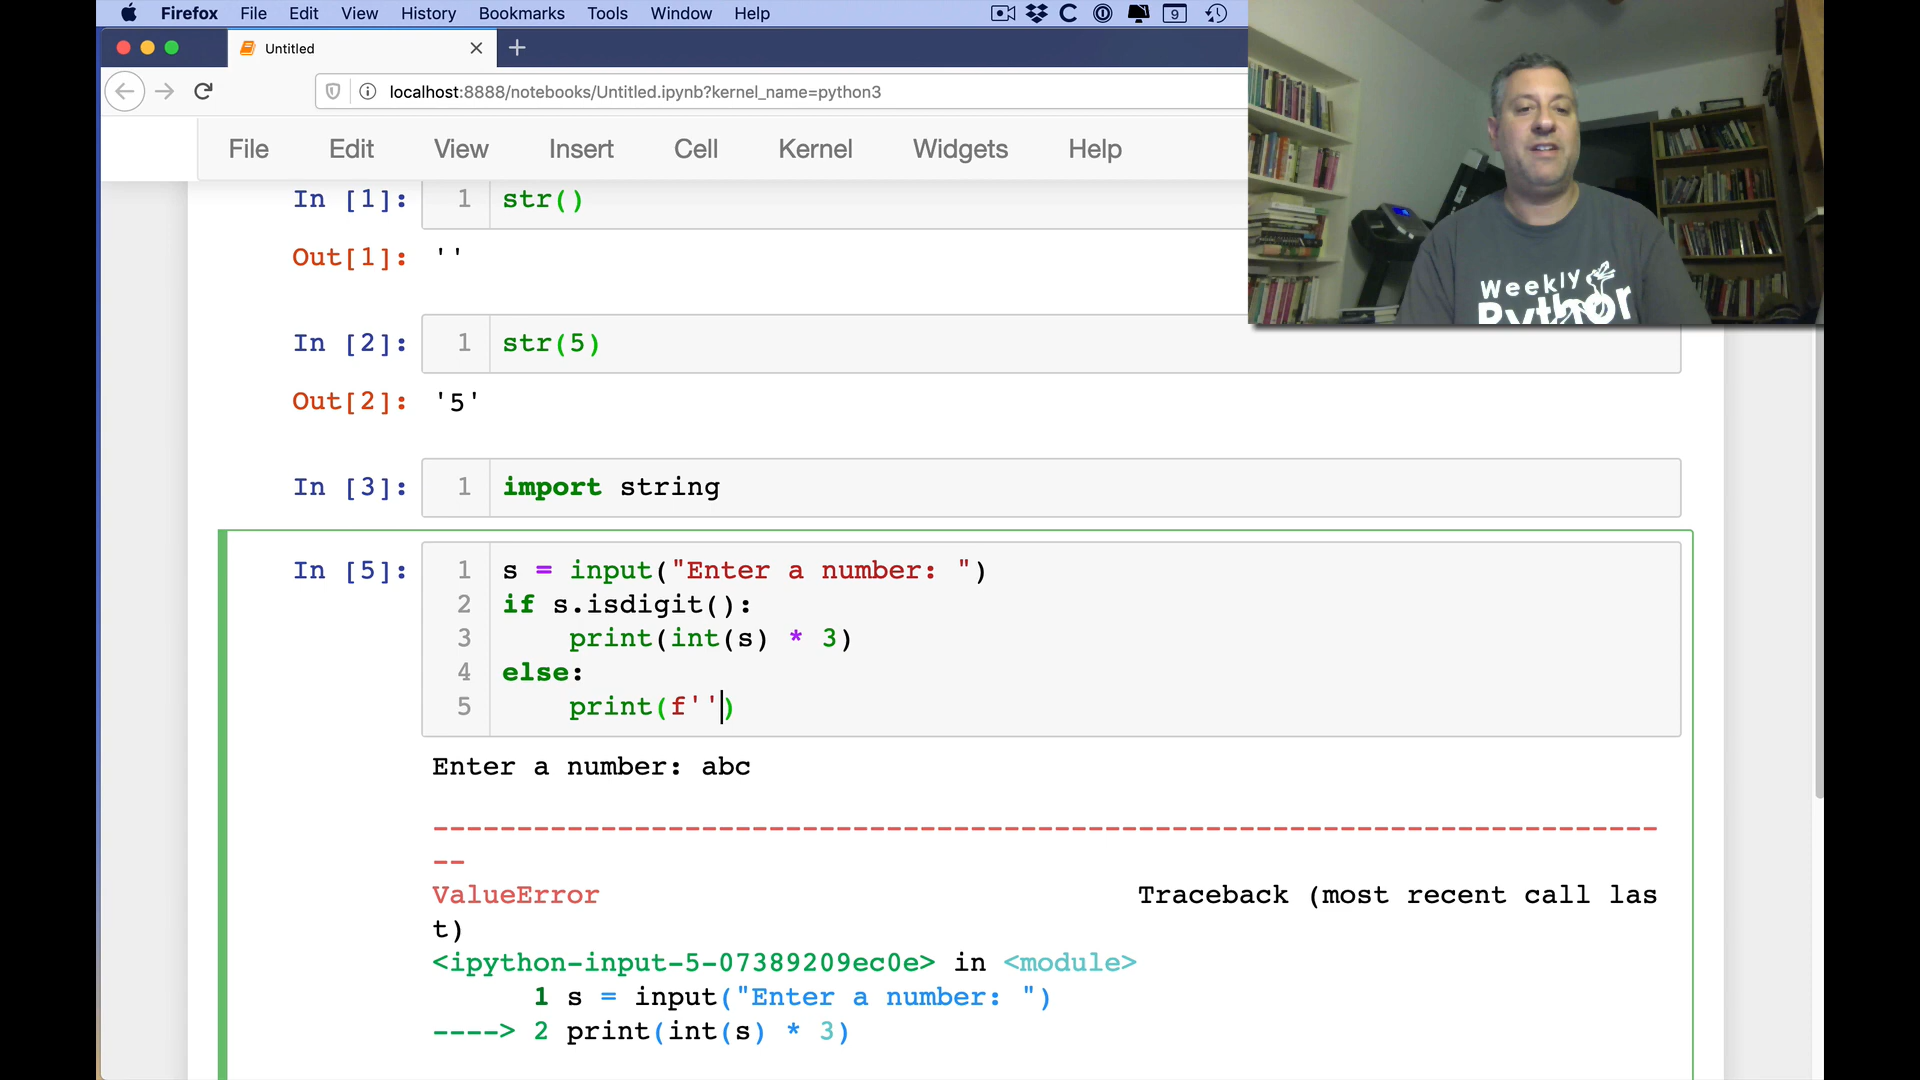 Firefox File Edit View History Bookmarks Tools Window Help 9
Untitled
localhost:8888/notebooks/Untitled.ipynb?kernel_name=python3
File Edit View Insert Cell Kernel Widgets Help
In [1]: 1 str()
Out[1]: ''
In [2]: 1 str(5)
Out[2]: '5'
In [3]: 1 import string
In [5]: 1 s = input("Enter a number: ")
2 if s.isdigit():
3 print(int(s) * 3)
4 else:
5 print(f'')
Enter a number: abc
---------------------------------------------------------------------------
ValueError Traceback (most recent call las
t)
<ipython-input-5-07389209ec0e> in <module>
1 s = input("Enter a number: ")
----> 2 print(int(s) * 3)
Weekly
Python